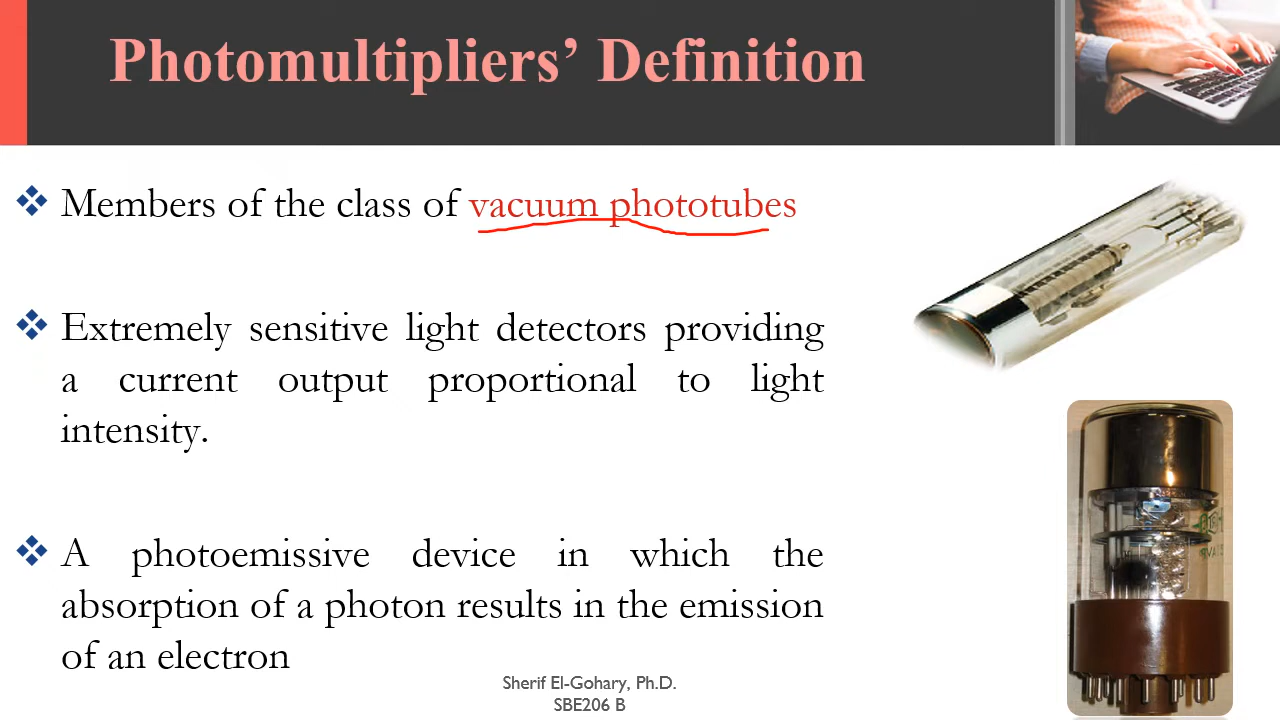 Photomultipliers’ Definition
Members of the class of vacuum phototubes
Extremely sensitive light detectors providing
a current output proportional to light
intensity.
A photoemissive device in which the
absorption of a photon results in the emission
of an electron
Sherif El-Gohary, Ph.D.
SBE206 B